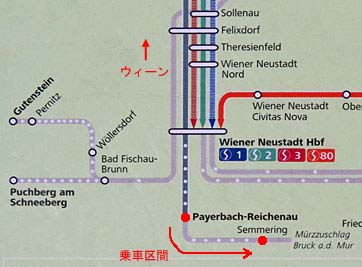 Sollenau
Felixdorf
Theresienfeld
Wiener Neustadt
Nord
ウィーン
Gutenstein
Pernitz
Wöllersdorf
Bad Fischau-
Brunn
Puchberg am
Schneeberg
Wiener Neustadt
Civitas Nova
Obe
Wiener Neustadt Hbf
S 1 S 2 S 3 S 80
Payerbach-Reichenau
Semmering
Fried
Mürzzuschlag
Bruck a.d. Mur
乗車区間